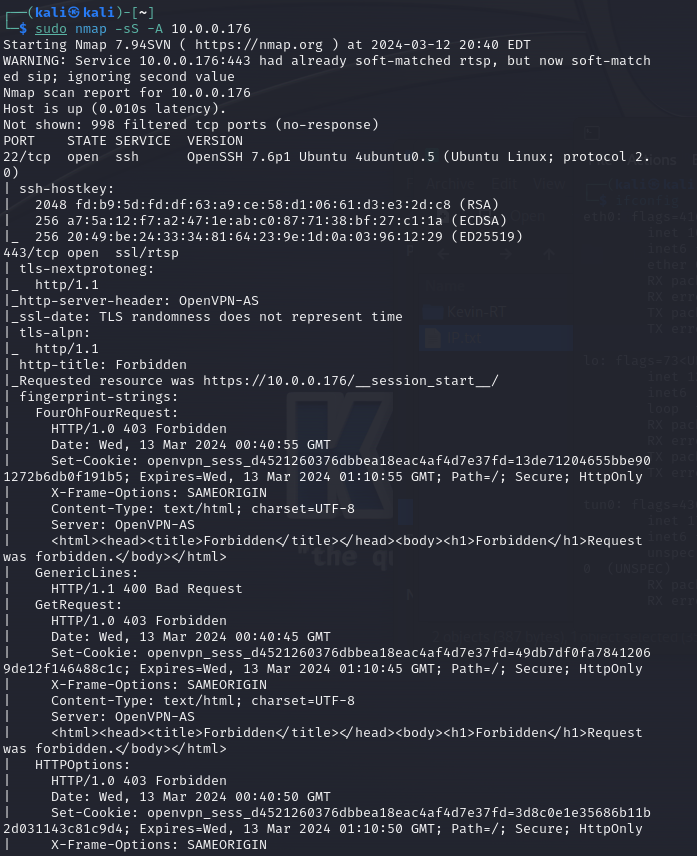 ┌──(kali㉿kali)-[~]
└─$ sudo nmap -sS -A 10.0.0.176
Starting Nmap 7.94SVN ( https://nmap.org ) at 2024-03-12 20:40 EDT
WARNING: Service 10.0.0.176:443 had already soft-matched rtsp, but now soft-match
ed sip; ignoring second value
Nmap scan report for 10.0.0.176
Host is up (0.010s latency).
Not shown: 998 filtered tcp ports (no-response)
PORT    STATE SERVICE  VERSION
22/tcp  open  ssh      OpenSSH 7.6p1 Ubuntu 4ubuntu0.5 (Ubuntu Linux; protocol 2.
0)
| ssh-hostkey:
|   2048 fd:b9:5d:fd:df:63:a9:ce:58:d1:06:61:d3:e3:2d:c8 (RSA)
|   256 a7:5a:12:f7:a2:47:1e:ab:c0:87:71:38:bf:27:c1:1a (ECDSA)
|_  256 20:49:be:24:33:34:81:64:23:9e:1d:0a:03:96:12:29 (ED25519)
443/tcp open  ssl/rtsp
| tls-nextprotoneg:
|_  http/1.1
|_http-server-header: OpenVPN-AS
|_ssl-date: TLS randomness does not represent time
| tls-alpn:
|_  http/1.1
| http-title: Forbidden
|_Requested resource was https://10.0.0.176/__session_start__/
| fingerprint-strings:
|   FourOhFourRequest:
|     HTTP/1.0 403 Forbidden
|     Date: Wed, 13 Mar 2024 00:40:55 GMT
|     Set-Cookie: openvpn_sess_d4521260376dbbea18eac4af4d7e37fd=13de71204655bbe90
1272b6db0f191b5; Expires=Wed, 13 Mar 2024 01:10:55 GMT; Path=/; Secure; HttpOnly
|     X-Frame-Options: SAMEORIGIN
|     Content-Type: text/html; charset=UTF-8
|     Server: OpenVPN-AS
|     <html><head><title>Forbidden</title></head><body><h1>Forbidden</h1>Request
was forbidden.</body></html>
|   GenericLines:
|     HTTP/1.1 400 Bad Request
|   GetRequest:
|     HTTP/1.0 403 Forbidden
|     Date: Wed, 13 Mar 2024 00:40:45 GMT
|     Set-Cookie: openvpn_sess_d4521260376dbbea18eac4af4d7e37fd=49db7df0fa7841206
9de12f146488c1c; Expires=Wed, 13 Mar 2024 01:10:45 GMT; Path=/; Secure; HttpOnly
|     X-Frame-Options: SAMEORIGIN
|     Content-Type: text/html; charset=UTF-8
|     Server: OpenVPN-AS
|     <html><head><title>Forbidden</title></head><body><h1>Forbidden</h1>Request
was forbidden.</body></html>
|   HTTPOptions:
|     HTTP/1.0 403 Forbidden
|     Date: Wed, 13 Mar 2024 00:40:50 GMT
|     Set-Cookie: openvpn_sess_d4521260376dbbea18eac4af4d7e37fd=3d8c0e1e35686b11b
2d031143c81c9d4; Expires=Wed, 13 Mar 2024 01:10:50 GMT; Path=/; Secure; HttpOnly
|     X-Frame-Options: SAMEORIGIN